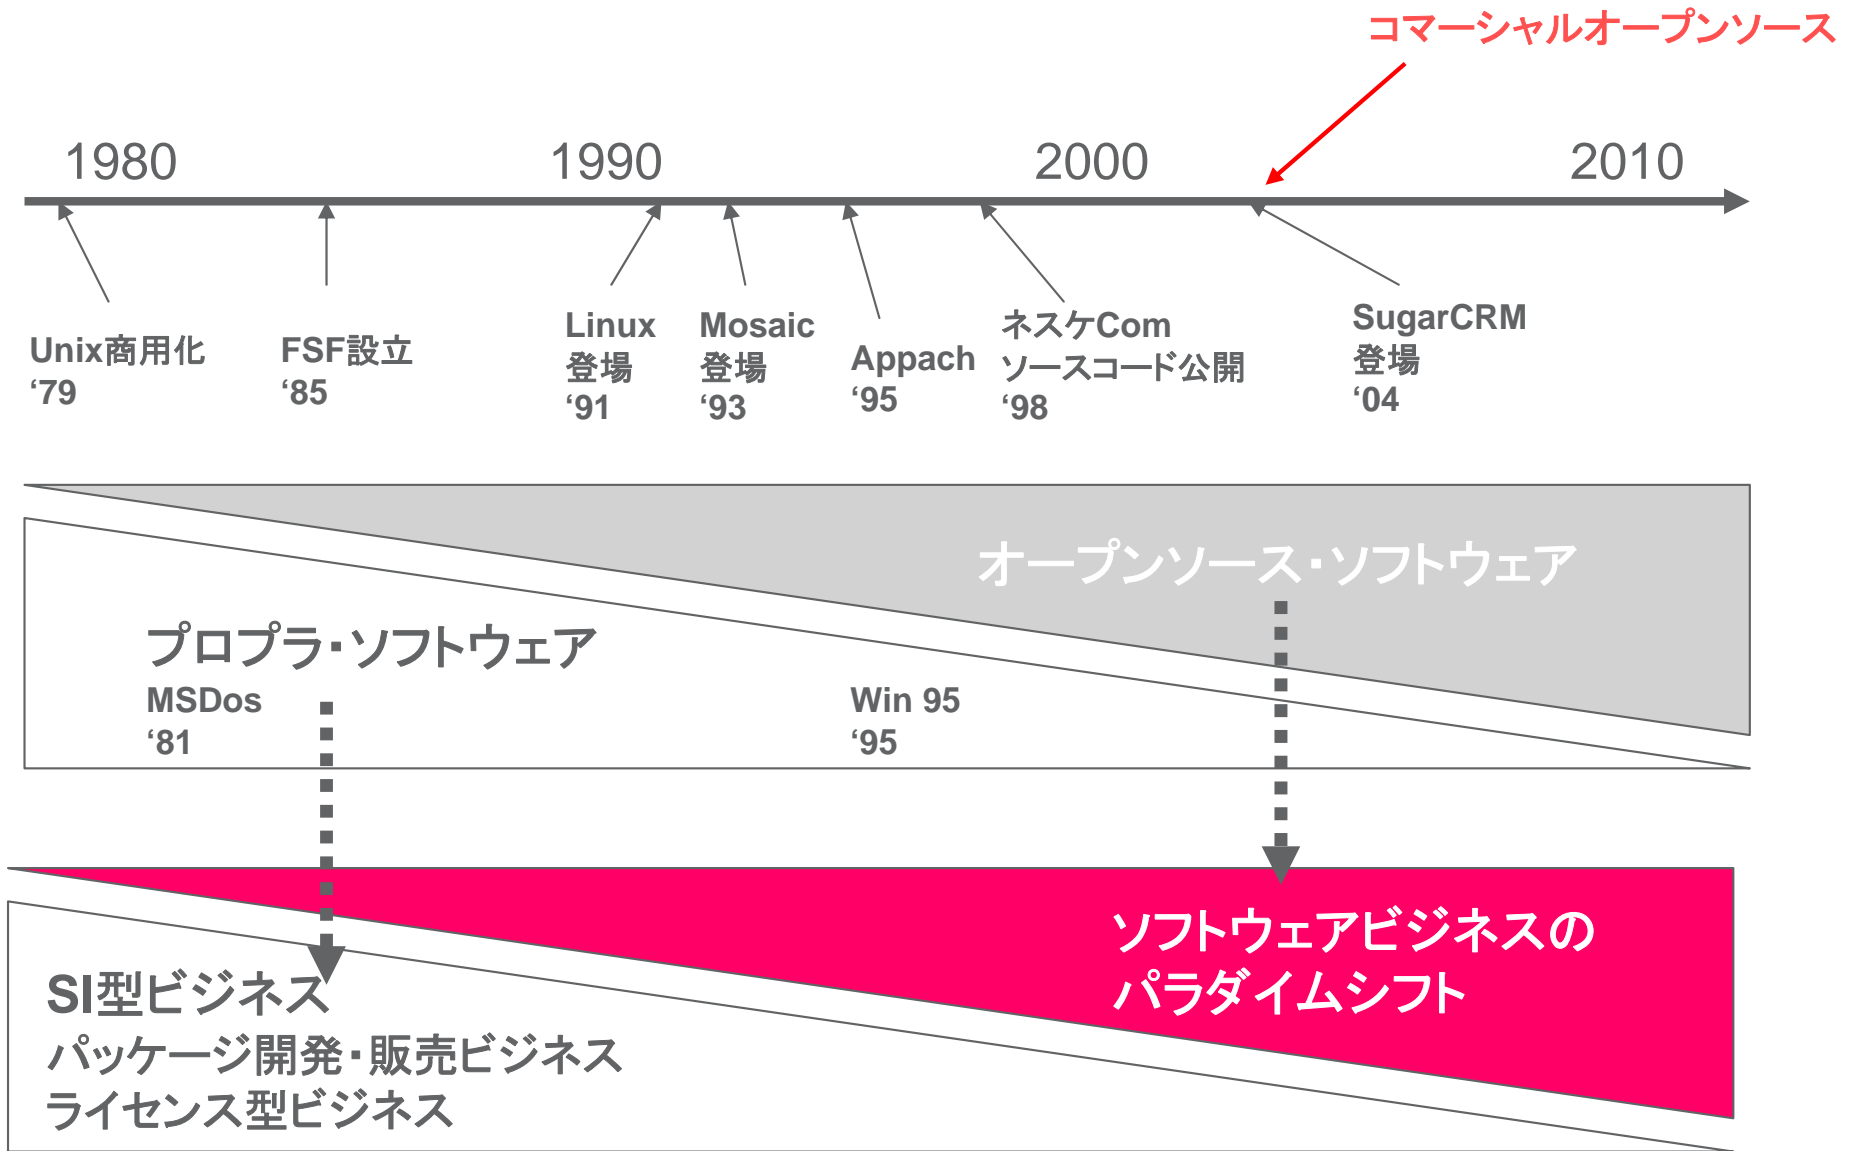 コマーシャルオープンソース
1980
1990
2000
2010
Unix商用化
‘79
FSF設立
‘85
Linux
登場
‘91
Mosaic
登場
‘93
Appach
‘95
ネスケCom
ソースコード公開
‘98
SugarCRM
登場
‘04
オープンソース・ソフトウェア
プロプラ・ソフトウェア
MSDos
‘81
Win 95
‘95
ソフトウェアビジネスの
パラダイムシフト
SI型ビジネス
パッケージ開発・販売ビジネス
ライセンス型ビジネス